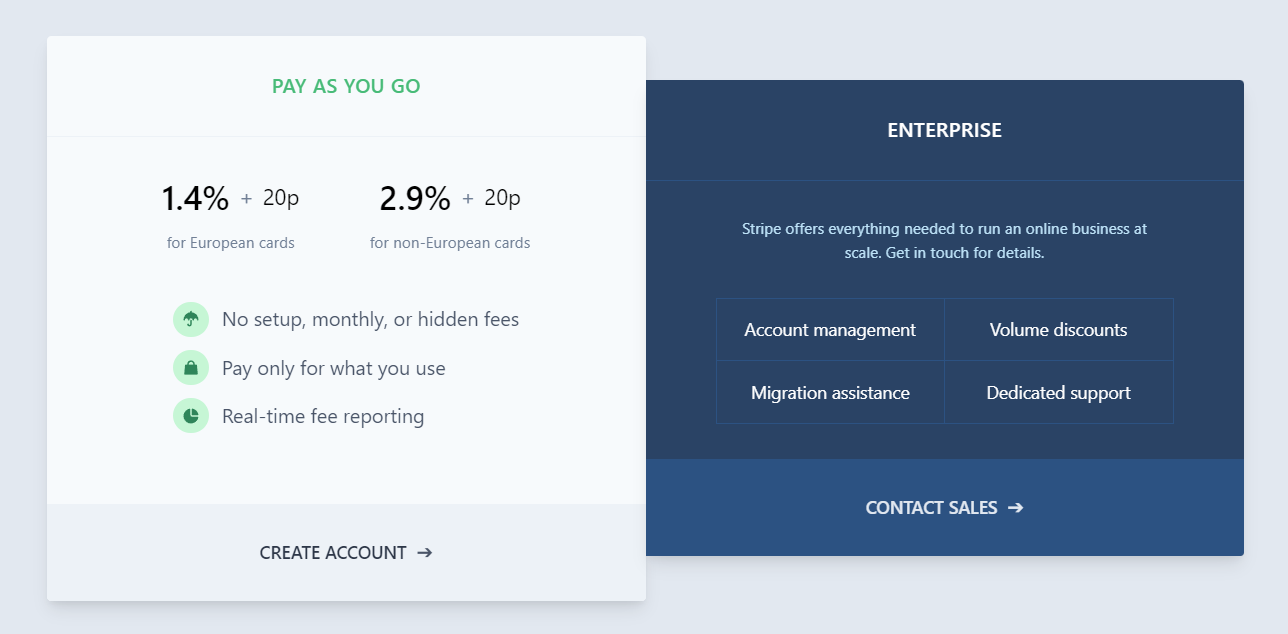 PAY AS YOU GO
1.4% + 20p
for European cards
2.9% + 20p
for non-European cards
No setup, monthly, or hidden fees
Pay only for what you use
Real-time fee reporting
CREATE ACCOUNT ➔
ENTERPRISE
Stripe offers everything needed to run an online business at
scale. Get in touch for details.
Account management
Volume discounts
Migration assistance
Dedicated support
CONTACT SALES ➔